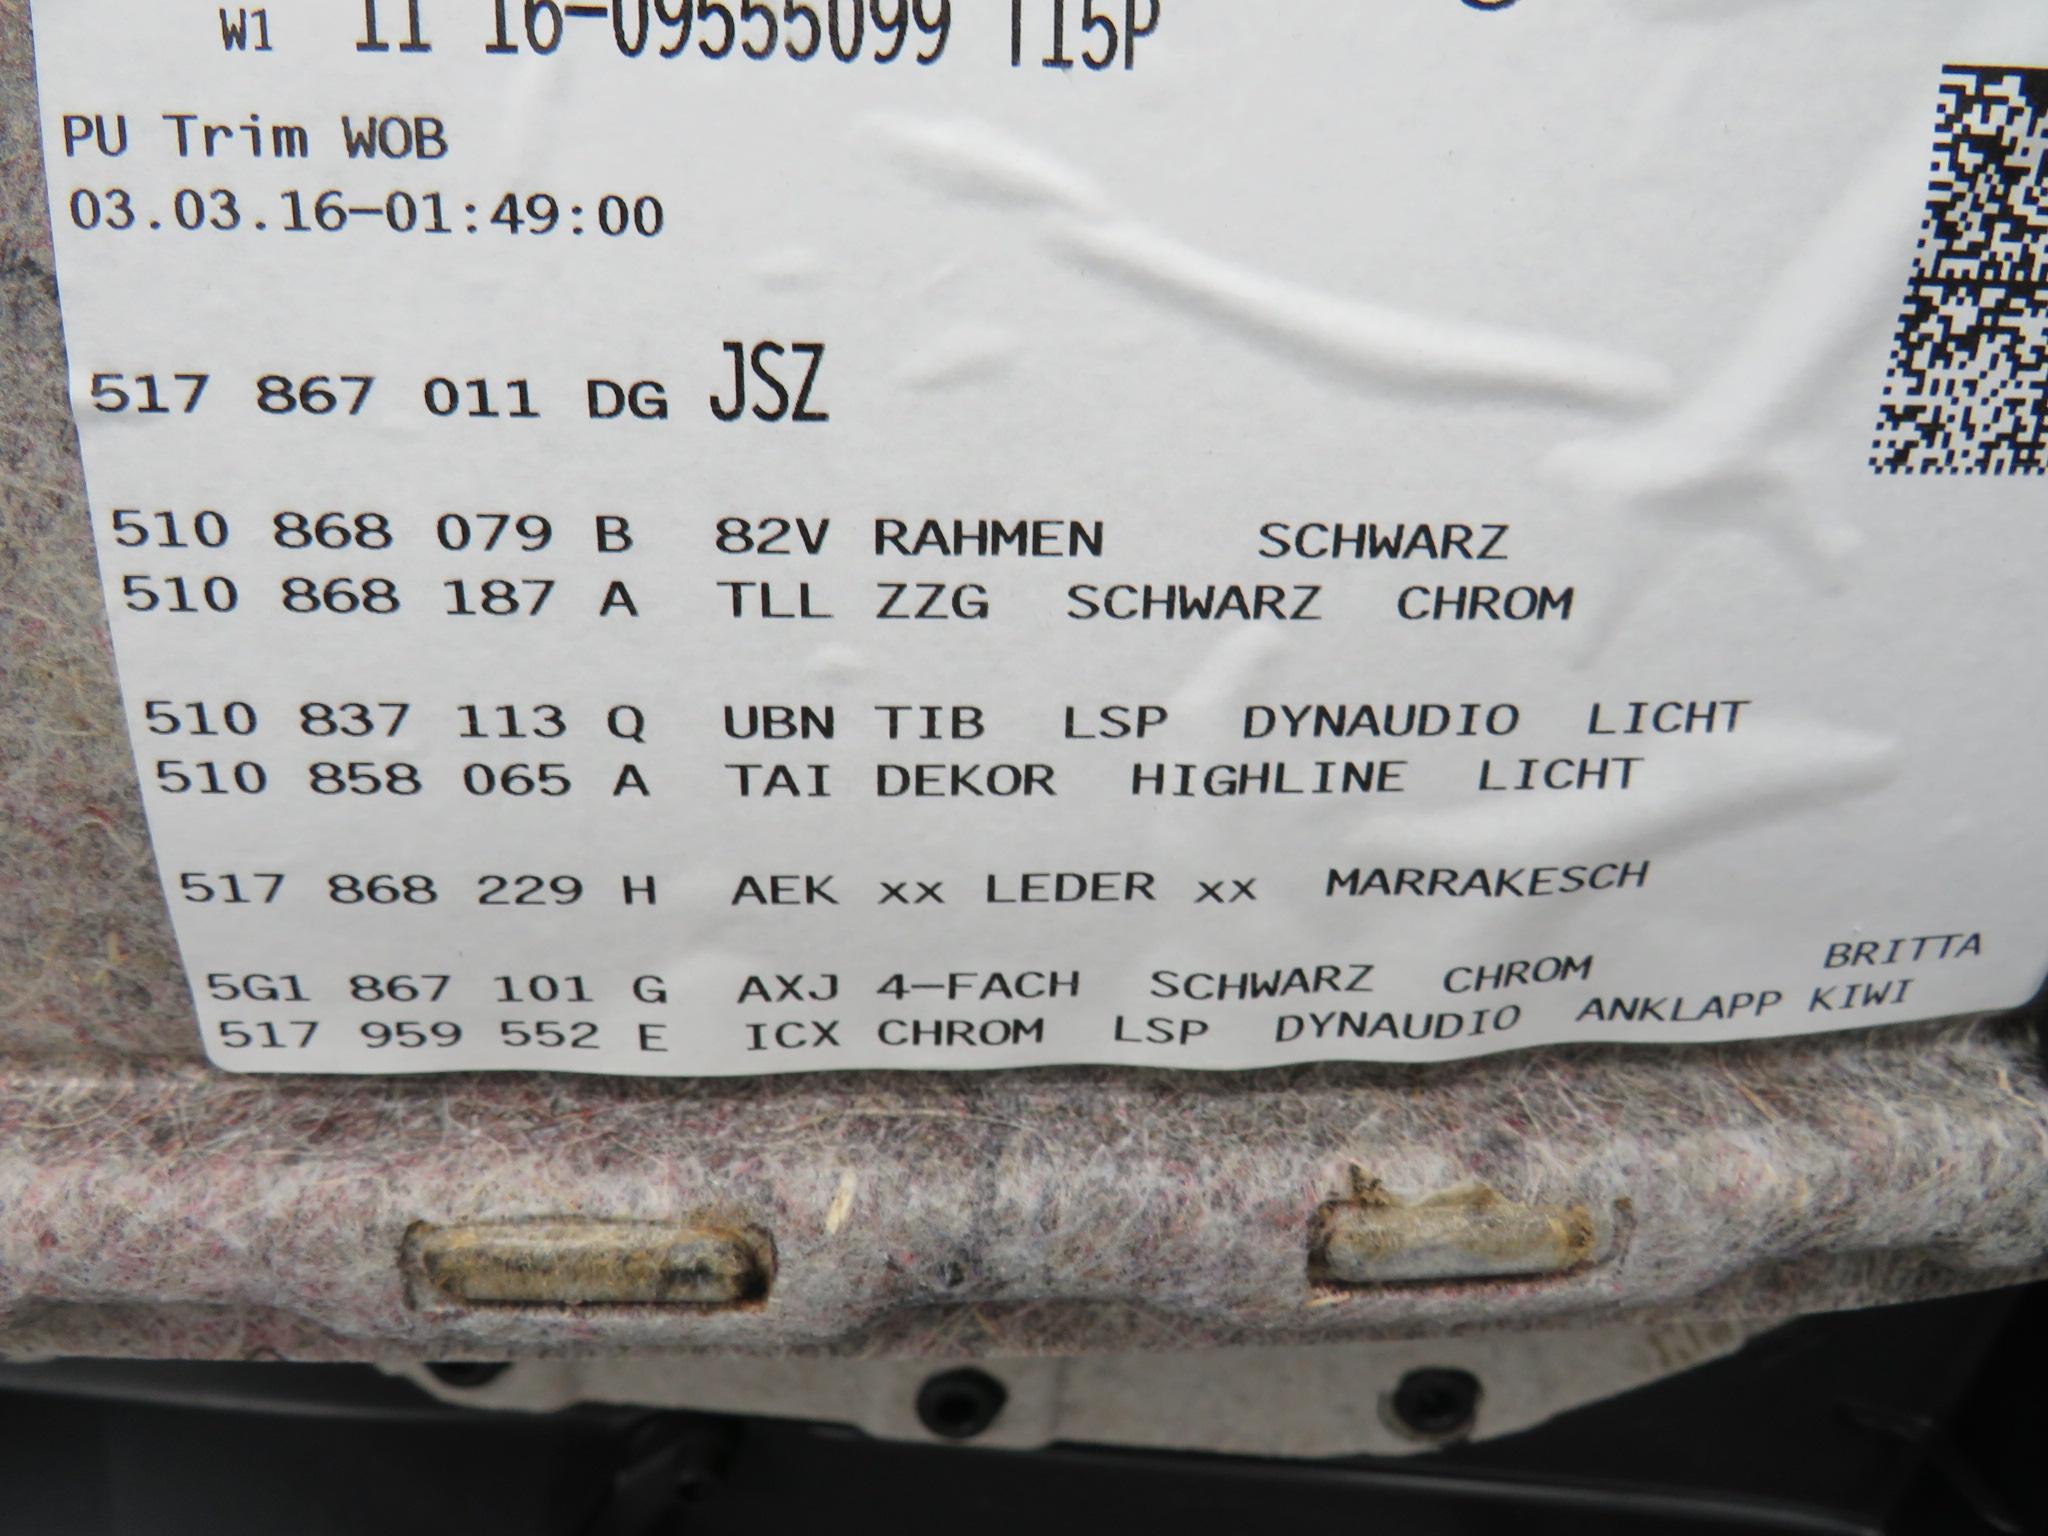 W1 11 16-09555099 T15P
PU Trim WOB
03.03.16-01:49:00
517 867 011 DG JSZ
510 868 079 B 82V RAHMEN SCHWARZ
510 868 187 A TLL ZZG SCHWARZ CHROM
510 837 113 Q UBN TIB LSP DYNAUDIO LICHT
510 858 065 A TAI DEKOR HIGHLINE LICHT
517 868 229 H AEK xx LEDER xx MARRAKESCH
5G1 867 101 G AXJ 4-FACH SCHWARZ CHROM BRITTA
517 959 552 E ICX CHROM LSP DYNAUDIO ANKLAPP KIWI